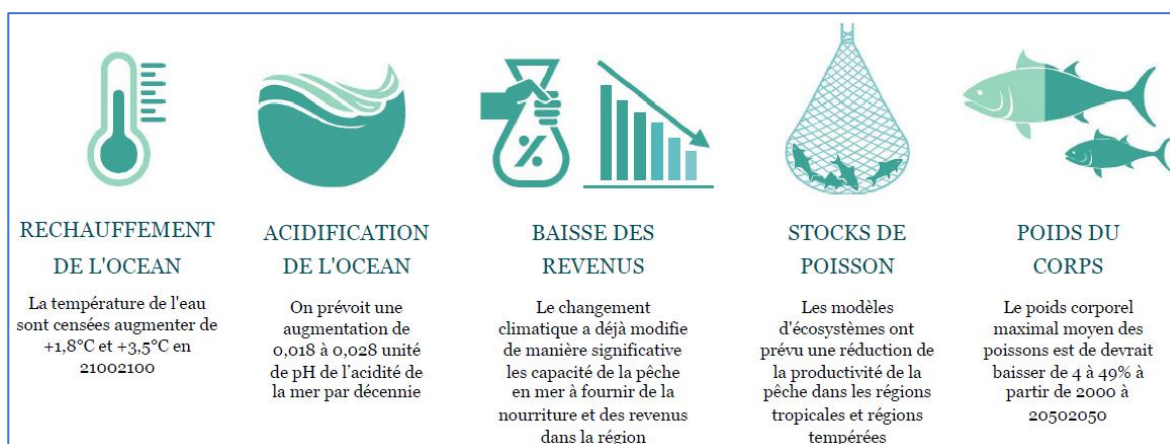 RECHAUFFEMENT
DE L'OCEAN
La température de l'eau
sont censées augmenter de
+1,8°C et +3,5°C en
21002100
ACIDIFICATION
DE L'OCEAN
On prévoit une
augmentation de
0,018 à 0,028 unité
de pH de l’acidité de
la mer par décennie
%
BAISSE DES
REVENUS
Le changement
climatique a déjà modifie
de manière significative
les capacité de la pêche
en mer à fournir de la
nourriture et des revenus
dans la région
STOCKS DE
POISSON
Les modèles
d'écosystèmes ont
prévu une réduction de
la productivité de la
pêche dans les régions
tropicales et régions
tempérées
POIDS DU
CORPS
Le poids corporel
maximal moyen des
poissons est de devrait
baisser de 4 à 49% à
partir de 2000 à
20502050